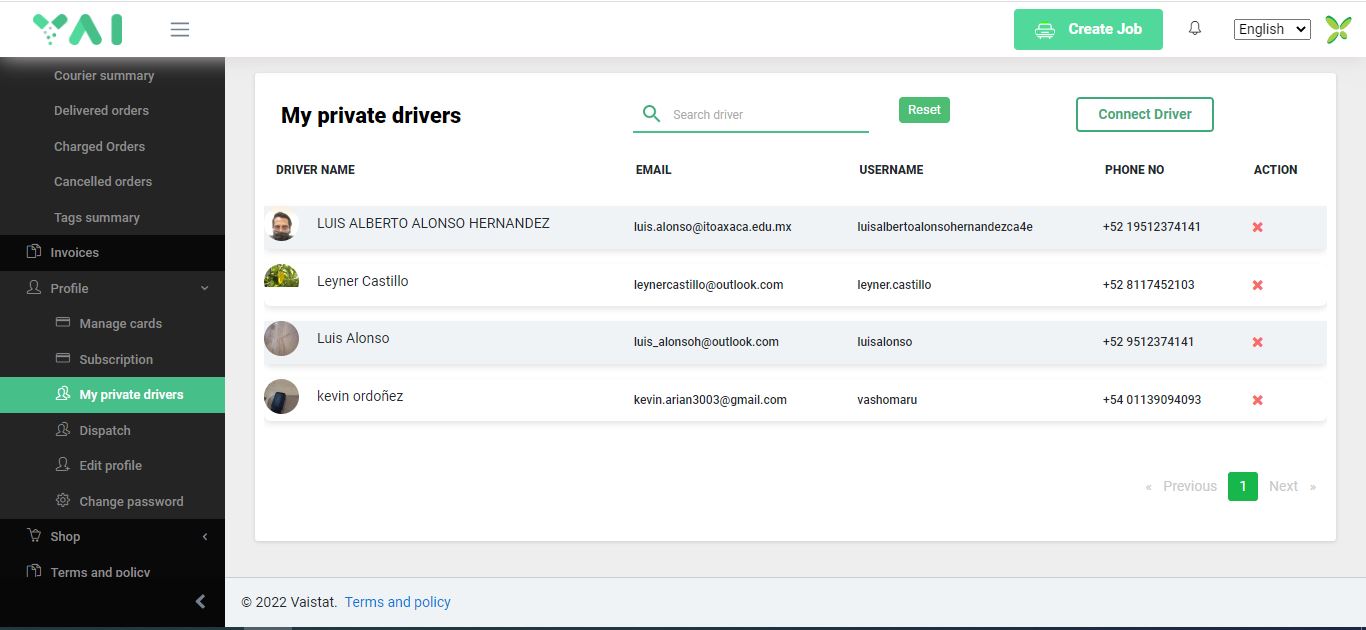 YAI
Create Job
English
Courier summary
Delivered orders
Charged Orders
Cancelled orders
Tags summary
Invoices
Profile
Manage cards
Subscription
My private drivers
Dispatch
Edit profile
Change password
Shop
Terms and policy
My private drivers
Search driver
Reset
Connect Driver
DRIVER NAME EMAIL USERNAME PHONE NO ACTION
LUIS ALBERTO ALONSO HERNANDEZ luis.alonso@itoaxaca.edu.mx luisalbertoalonsohernandezca4e +52 19512374141
Leyner Castillo leynercastillo@outlook.com leyner.castillo +52 8117452103
Luis Alonso luis_alonsoh@outlook.com luisalonso +52 9512374141
kevin ordoñez kevin.arian3003@gmail.com vashomaru +54 01139094093
« Previous 1 Next »
© 2022 Vaistat. Terms and policy